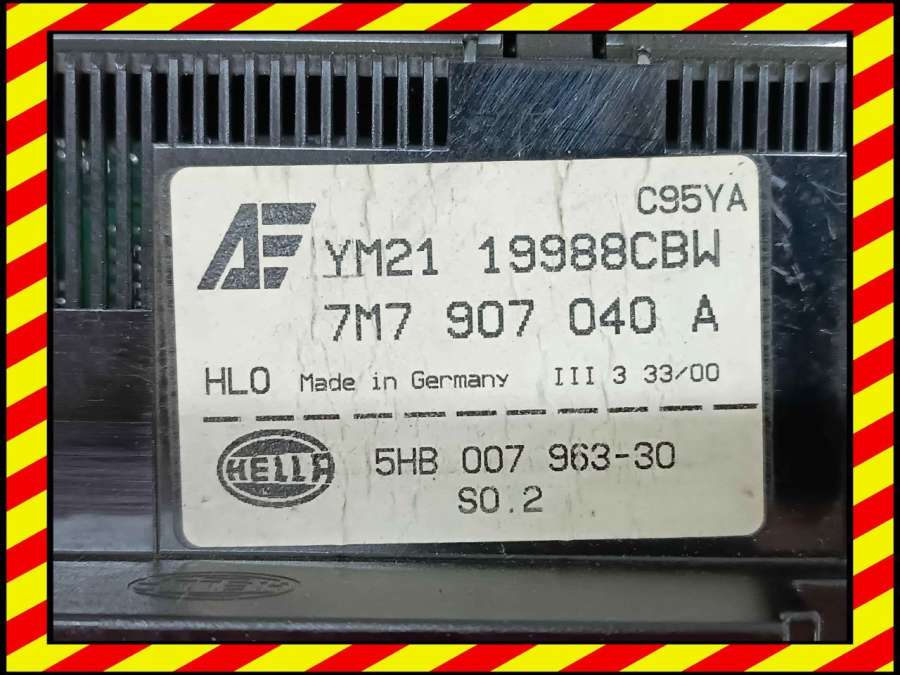 C95YA
AF YM21 19988CBW
7M7 907 040 A
HLO Made in Germany III 3 33/00
HELLA 5HB 007 963-30
SO.2